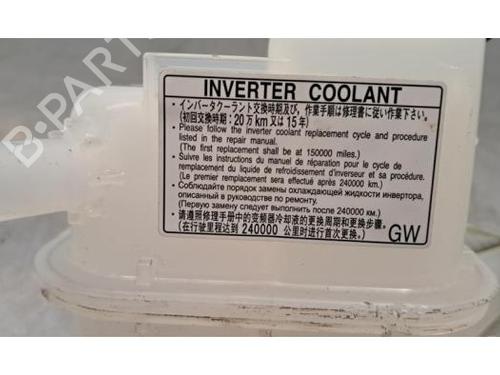 INVERTER COOLANT
• インバータクーラント交換時期及び、作業手順は修理書に従い作業下さい。
(初回交換時期：20万km又は15年)
• Please follow the inverter coolant replacement cycle and procedure
listed in the repair manual.
(The first replacement shall be at 150000 miles.)
• Suivre les instructions du manuel de réparation pour le cycle de
remplacement du liquide de refroidissement d'inverseur et sa procédure.
(Le premier remplacement sera effectué après 240000 km.)
• Соблюдайте порядок замены охлаждающей жидкости инвертора,
описанный в руководстве по ремонту.
(Первую замену следует выполнить после 240000 км.)
• 请遵照修理手册中的变频器冷却液的更换周期和更换步骤。
(在行驶里程达到 240000 公里时进行首次更换。)
GW
B-PARTS